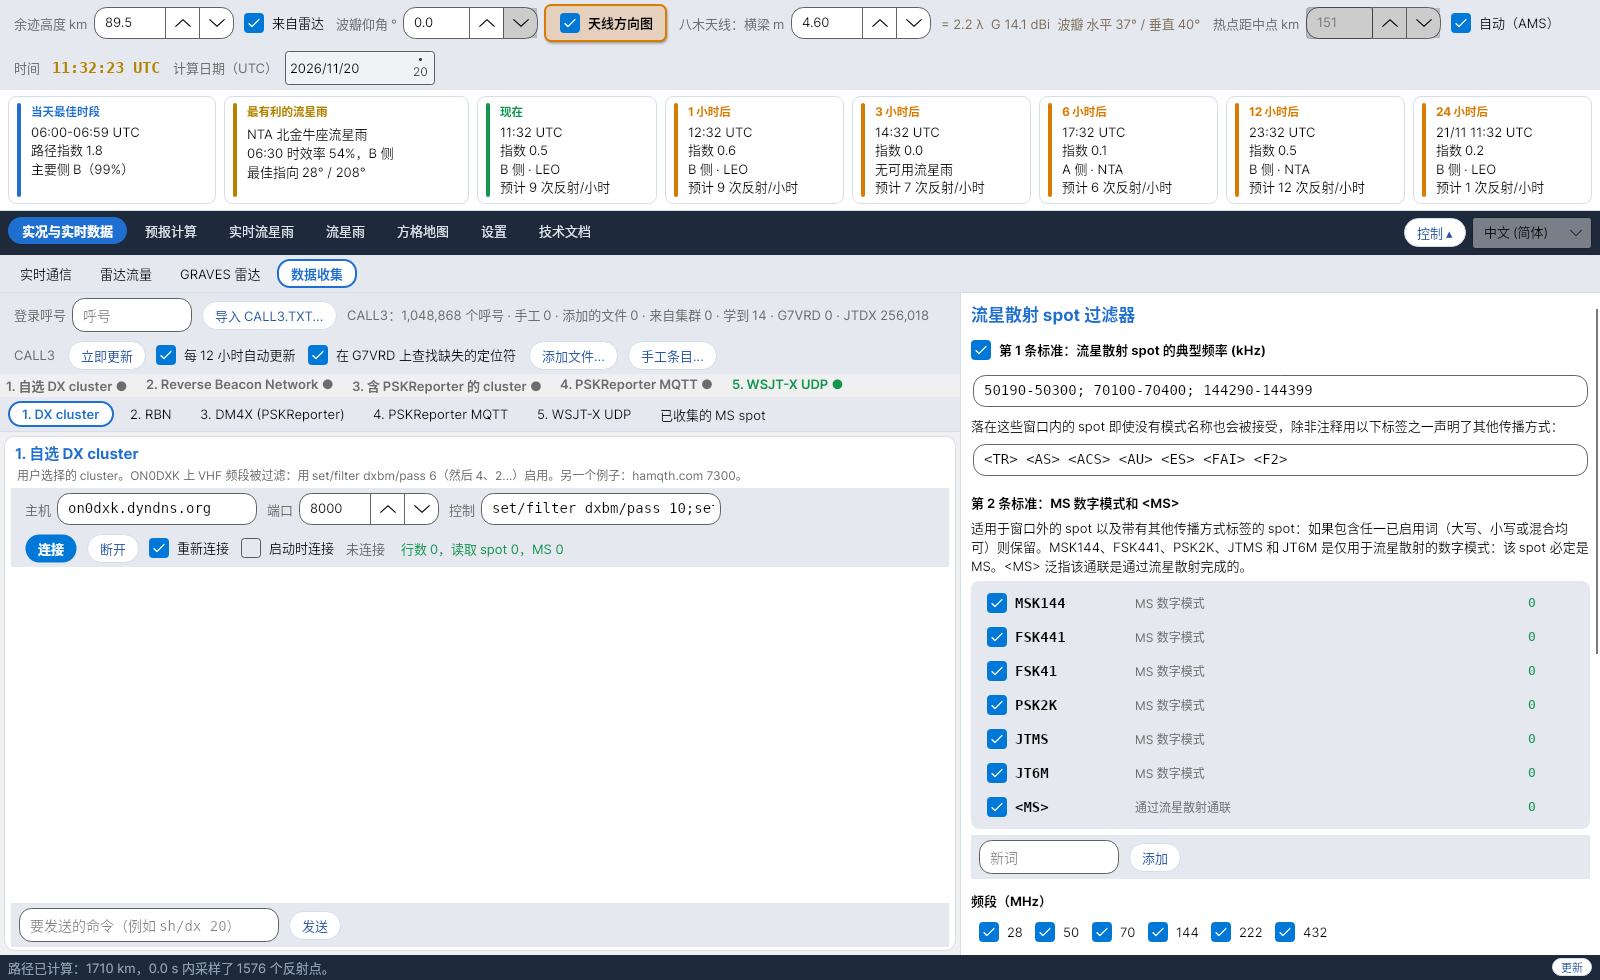 余迹高度 km 89.5 来自雷达 波瓣仰角 ° 0.0 天线方向图 八木天线：横梁 m 4.60 = 2.2 λ G 14.1 dBi 波瓣 水平 37° / 垂直 40° 热点距中点 km 151 自动（AMS）
时间 11:32:23 UTC 计算日期（UTC） 2026/11/20 20
当天最佳时段
06:00-06:59 UTC
路径指数 1.8
主要侧 B（99%）
最有利的流星雨
NTA 北金牛座流星雨
06:30 时效率 54%，B 侧
最佳指向 28° / 208°
现在
11:32 UTC
指数 0.5
B 侧 · LEO
预计 9 次反射/小时
1 小时后
12:32 UTC
指数 0.6
B 侧 · LEO
预计 9 次反射/小时
3 小时后
14:32 UTC
指数 0.0
无可用流星雨
预计 7 次反射/小时
6 小时后
17:32 UTC
指数 0.1
A 侧 · NTA
预计 6 次反射/小时
12 小时后
23:32 UTC
指数 0.5
B 侧 · NTA
预计 12 次反射/小时
24 小时后
21/11 11:32 UTC
指数 0.2
B 侧 · LEO
预计 1 次反射/小时
实况与实时数据 预报计算 实时流星雨 流星雨 方格地图 设置 技术文档 控制 ▴ 中文 (简体)
实时通信 雷达流量 GRAVES 雷达 数据收集
登录呼号 呼号 导入 CALL3.TXT... CALL3：1,048,868 个呼号 · 手工 0 · 添加的文件 0 · 来自集群 0 · 学到 14 · G7VRD 0 · JTDX 256,018
CALL3 立即更新 每 12 小时自动更新 在 G7VRD 上查找缺失的定位符 添加文件... 手工条目...
1. 自选 DX cluster ● 2. Reverse Beacon Network ● 3. 含 PSKReporter 的 cluster ● 4. PSKReporter MQTT ● 5. WSJT-X UDP ●
1. DX cluster 2. RBN 3. DM4X (PSKReporter) 4. PSKReporter MQTT 5. WSJT-X UDP 已收集的 MS spot
1. 自选 DX cluster
用户选择的 cluster。ON0DXK 上 VHF 频段被过滤：用 set/filter dxbm/pass 6（然后 4、2...）启用。另一个例子：hamqth.com 7300。
主机 on0dxk.dyndns.org 端口 8000 控制 set/filter dxbm/pass 10;se
连接 断开 重新连接 启动时连接 未连接 行数 0，读取 spot 0，MS 0
要发送的命令（例如 sh/dx 20） 发送
流星散射 spot 过滤器
第 1 条标准：流星散射 spot 的典型频率 (kHz)
50190-50300; 70100-70400; 144290-144399
落在这些窗口内的 spot 即使没有模式名称也会被接受，除非注释用以下标签之一声明了其他传播方式：
<TR> <AS> <ACS> <AU> <ES> <FAI> <F2>
第 2 条标准：MS 数字模式和 <MS>
适用于窗口外的 spot 以及带有其他传播方式标签的 spot：如果包含任一已启用词（大写、小写或混合均
可）则保留。MSK144、FSK441、PSK2K、JTMS 和 JT6M 是仅用于流星散射的数字模式：该 spot 必定是
MS。<MS> 泛指该通联是通过流星散射完成的。
MSK144 MS 数字模式 0
FSK441 MS 数字模式 0
FSK41 MS 数字模式 0
PSK2K MS 数字模式 0
JTMS MS 数字模式 0
JT6M MS 数字模式 0
<MS> 通过流星散射通联 0
新词 添加
频段（MHz）
28 50 70 144 222 432
路径已计算：1710 km，0.0 s 内采样了 1576 个反射点。 更新